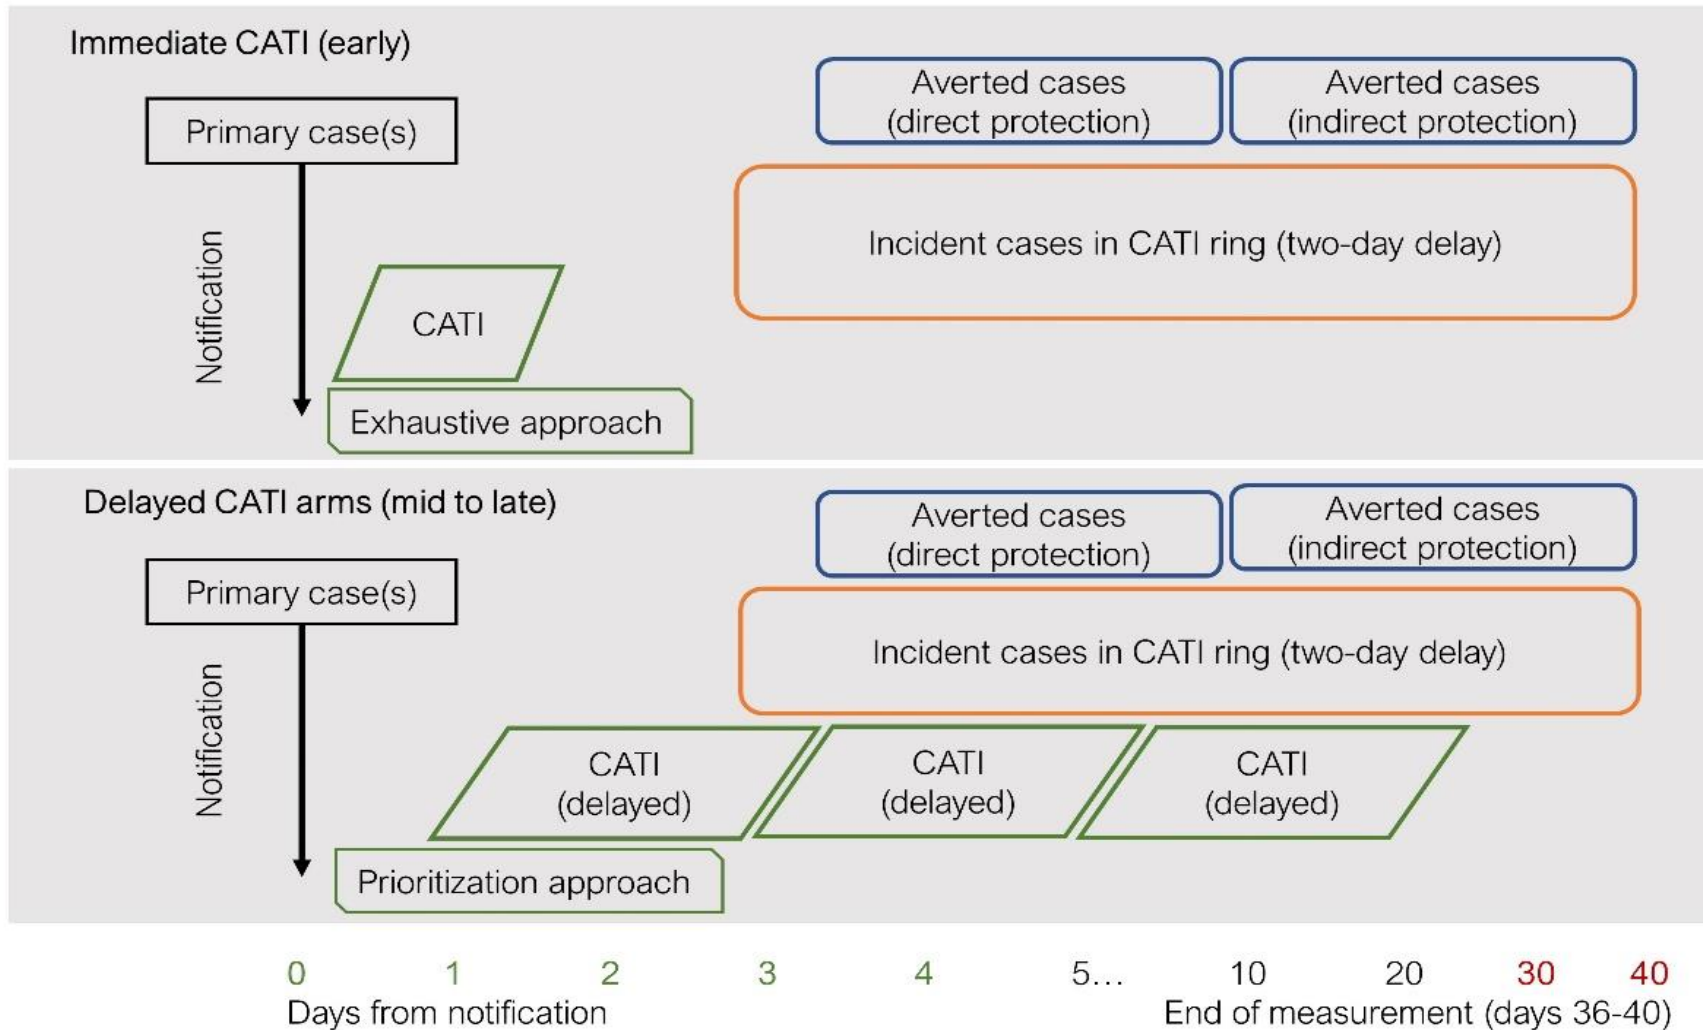 Immediate CATI (early)
Primary case(s)
Notification
CATI
Exhaustive approach
Averted cases
(direct protection)
Averted cases
(indirect protection)
Incident cases in CATI ring (two-day delay)
Delayed CATI arms (mid to late)
Primary case(s)
Notification
Averted cases
(direct protection)
Averted cases
(indirect protection)
Incident cases in CATI ring (two-day delay)
CATI
(delayed)
CATI
(delayed)
CATI
(delayed)
Prioritization approach
0 1 2 3 4 5... 10 20 30 40
Days from notification
End of measurement (days 36-40)